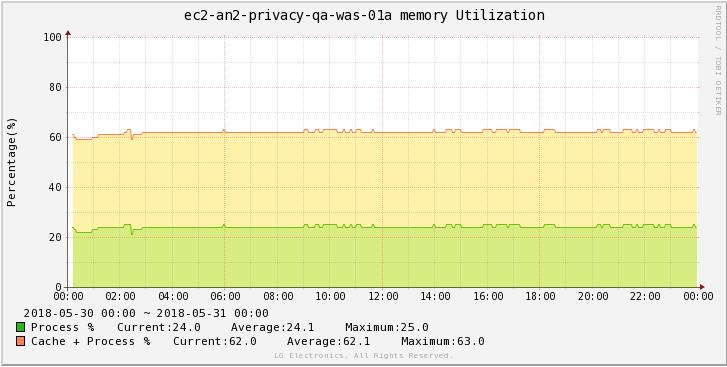 ec2-an2-privacy-qa-was-01a memory Utilization
RRDTOOL / TOBI OETIKER
Percentage(%)
100
80
60
40
20
0
00:00 02:00 04:00 06:00 08:00 10:00 12:00 14:00 16:00 18:00 20:00 22:00 00:00
2018-05-30 00:00 ~ 2018-05-31 00:00
Process % Current:24.0 Average:24.1 Maximum:25.0
Cache + Process % Current:62.0 Average:62.1 Maximum:63.0
LG Electronics. All Rights Reserved.